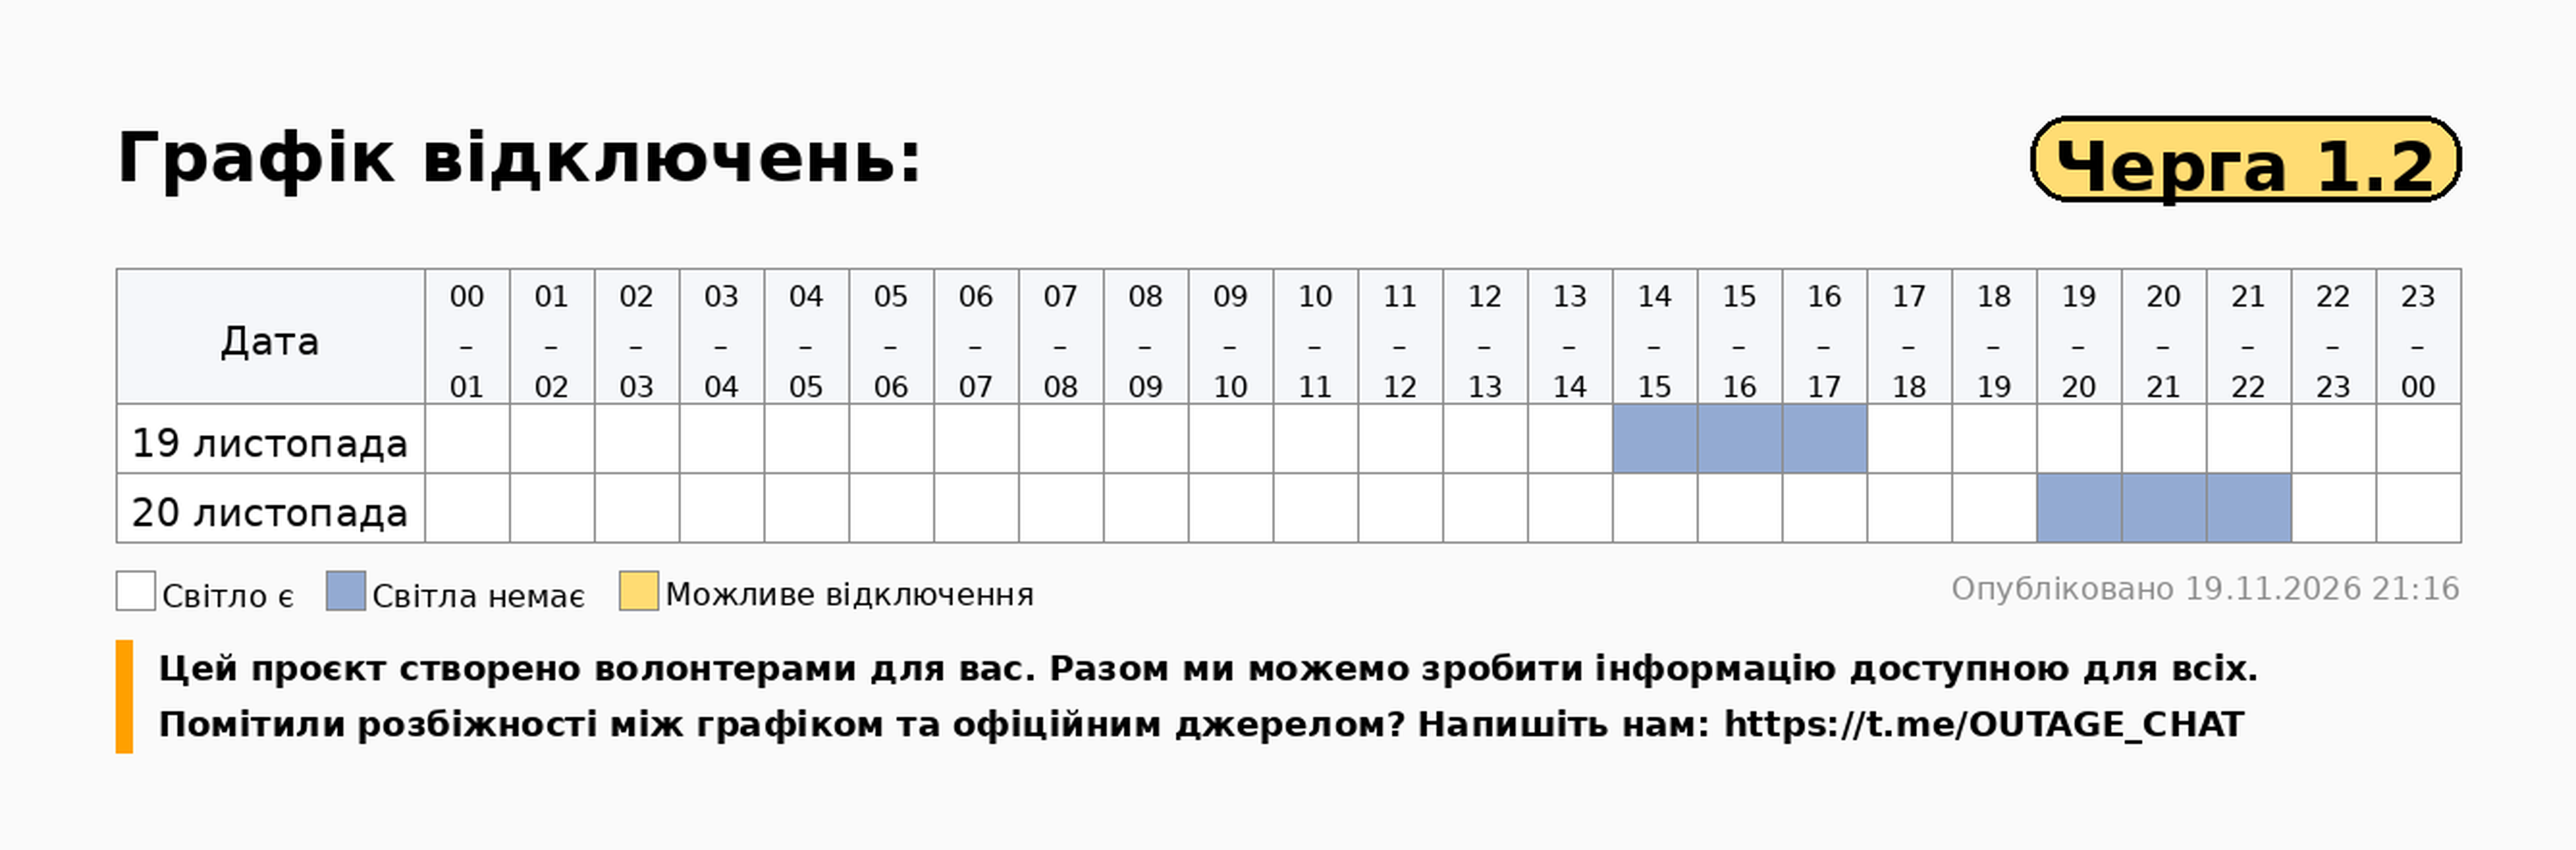 Графік відключень:
Черга 1.2
Дата 00 – 01 01 – 02 02 – 03 03 – 04 04 – 05 05 – 06 06 – 07 07 – 08 08 – 09 09 – 10 10 – 11 11 – 12 12 – 13 13 – 14 14 – 15 15 – 16 16 – 17 17 – 18 18 – 19 19 – 20 20 – 21 21 – 22 22 – 23 23 – 00
19 листопада
20 листопада
Світло є Світла немає Можливе відключення
Опубліковано 19.11.2026 21:16
Цей проєкт створено волонтерами для вас. Разом ми можемо зробити інформацію доступною для всіх.
Помітили розбіжності між графіком та офіційним джерелом? Напишіть нам: https://t.me/OUTAGE_CHAT